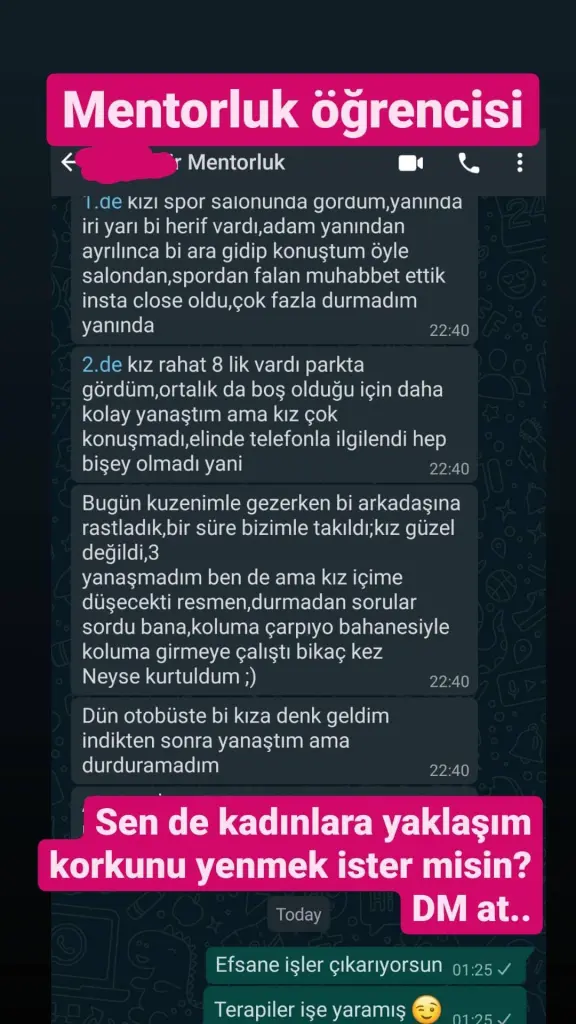 Mentorluk öğrencisi
Mentorluk
1.de kızı spor salonunda gördüm,yanında
iri yarı bi herif vardı,adam yanından
ayrılınca bi ara gidip konuştum öyle
salondan,spordan falan muhabbet ettik
insta close oldu,çok fazla durmadım
yanında
22:40
2.de kız rahat 8 lik vardı parkta
gördüm,ortalık da boş olduğu için daha
kolay yanaştım ama kız çok
konuşmadı,elinde telefonla ilgilendi hep
bişey olmadı yani
22:40
Bugün kuzenimle gezerken bi arkadaşına
rastladık,bir süre bizimle takıldı;kız güzel
değildi,3
yanaşmadım ben de ama kız içime
düşecekti resmen,durmadan sorular
sordu bana,koluma çarpıyo bahanesiyle
koluma girmeye çalıştı bikaç kez
Neyse kurtuldum ;)
22:40
Dün otobüste bi kıza denk geldim
indikten sonra yanaştım ama
durduramadım
22:40
Sen de kadınlara yaklaşım
korkunu yenmek ister misin?
DM at..
Today
Efsane işler çıkarıyorsun 01:25
Terapiler işe yaramış 😉 01:25